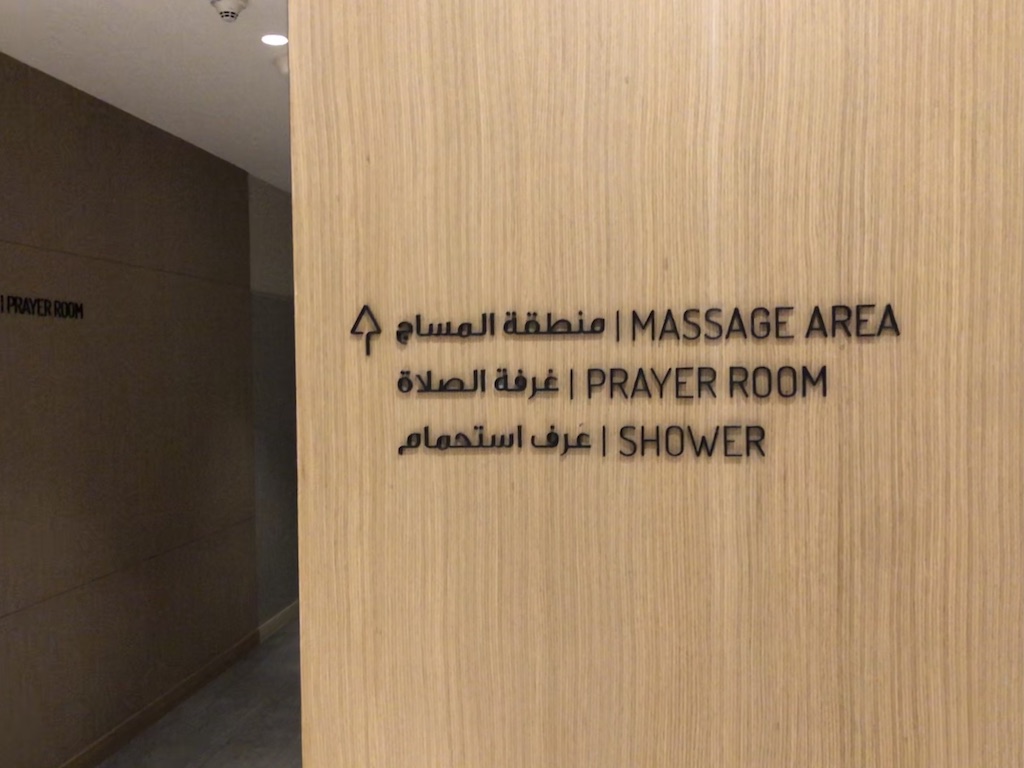 | PRAYER ROOM
منطقة المساج | MASSAGE AREA
غرفة الصلاة | PRAYER ROOM
غرف استحمام | SHOWER